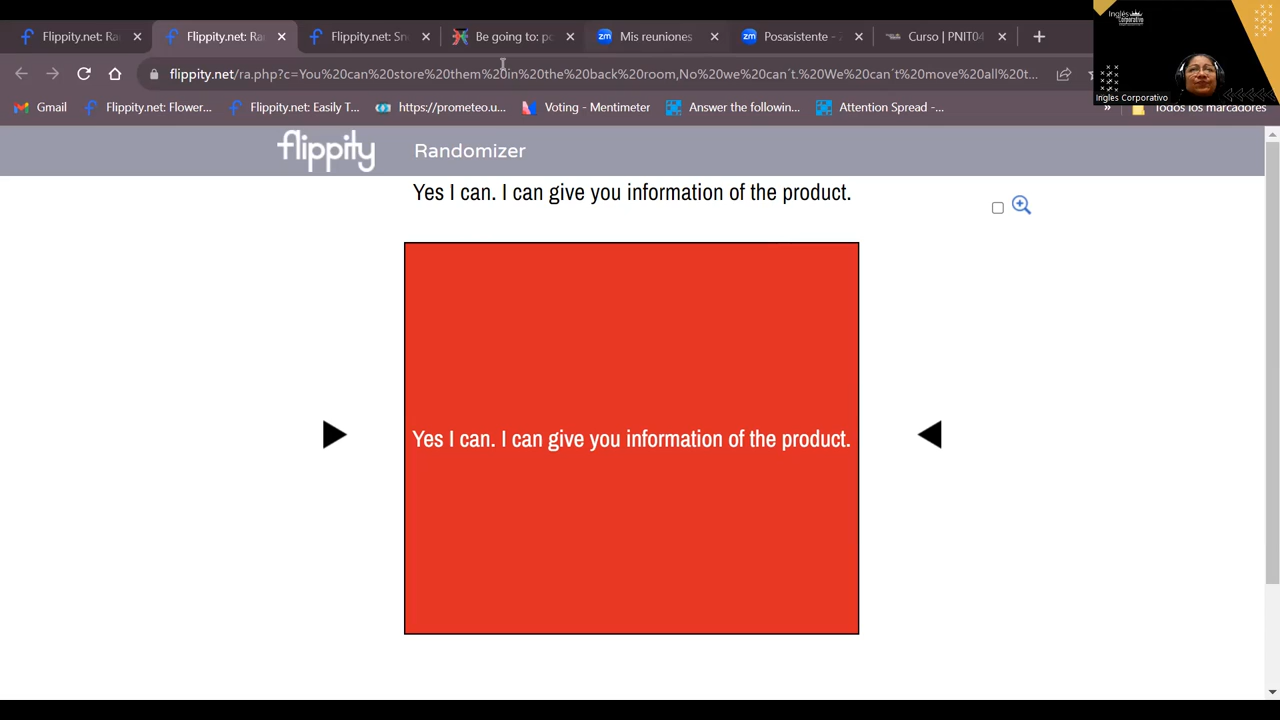 Flippity.net: Ra
Flippity.net: Ra
Flippity.net: Sn
Be going to: pc
zm
Mis reuniones
zm
Posasistente - Z
Curso | PNIT04
flippity.net/ra.php?c=You%20can%20store%20them%20in%20the%20back%20room,No%20we%20can´t.%20We%20can´t%20move%20all%20t...
Gmail
Flippity.net: Flower...
Flippity.net: Easily T...
https://prometeo.u...
Voting - Mentimeter
Answer the followin...
Attention Spread -...
»
Todos los marcadores
Inglés
Corporativo
Ingles Corporativo
flippity
Randomizer
Yes I can. I can give you information of the product.
Yes I can. I can give you information of the product.